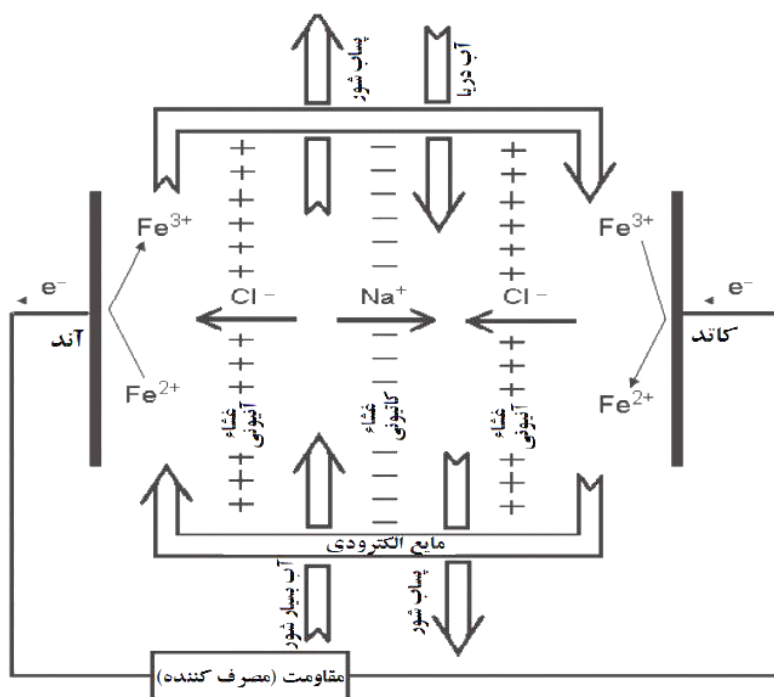 پساب شور
آب دریا
Fe³⁺
Fe³⁺
e⁻
Cl⁻
Na⁺
Cl⁻
e⁻
آند
کاتد
Fe²⁺
Fe²⁺
غشاء
آنیونی
غشاء
کاتیونی
غشاء
آنیونی
مایع الکترودی
آب بسیار شور
پساب شور
مقاومت (مصرف کننده)